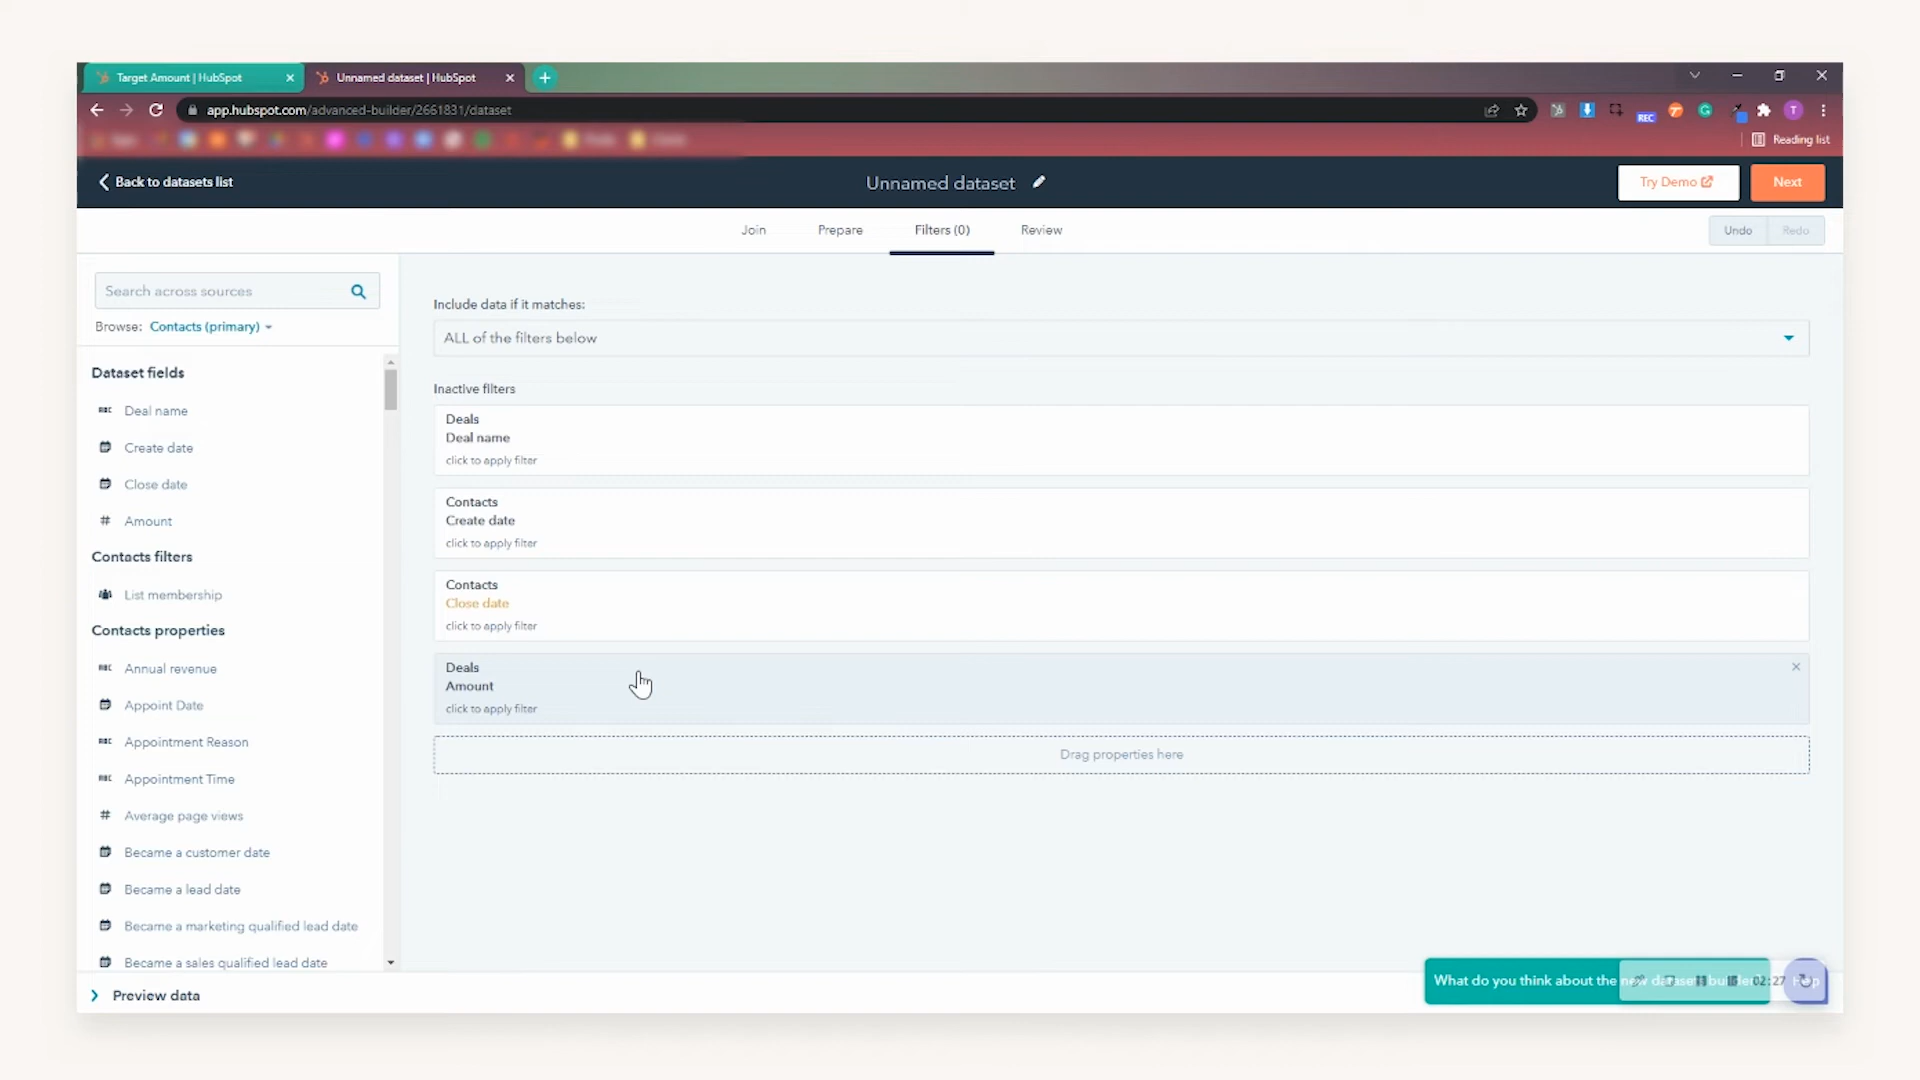 Target Amount | HubSpot
Unnamed dataset | HubSpot
app.hubspot.com/advanced-builder/2661831/dataset
REC
T
Reading list
Back to datasets list
Unnamed dataset
Try Demo
Next
Join
Prepare
Filters (0)
Review
Undo
Redo
Search across sources
Browse: Contacts (primary)
Dataset fields
ABC Deal name
Create date
Close date
# Amount
Contacts filters
List membership
Contacts properties
ABC Annual revenue
Appoint Date
ABC Appointment Reason
ABC Appointment Time
# Average page views
Became a customer date
Became a lead date
Became a marketing qualified lead date
Became a sales qualified lead date
Include data if it matches:
ALL of the filters below
Inactive filters
Deals
Deal name
click to apply filter
Contacts
Create date
click to apply filter
Contacts
Close date
click to apply filter
Deals
Amount
click to apply filter
Drag properties here
Preview data
What do you think about the new dataset builder
02:27